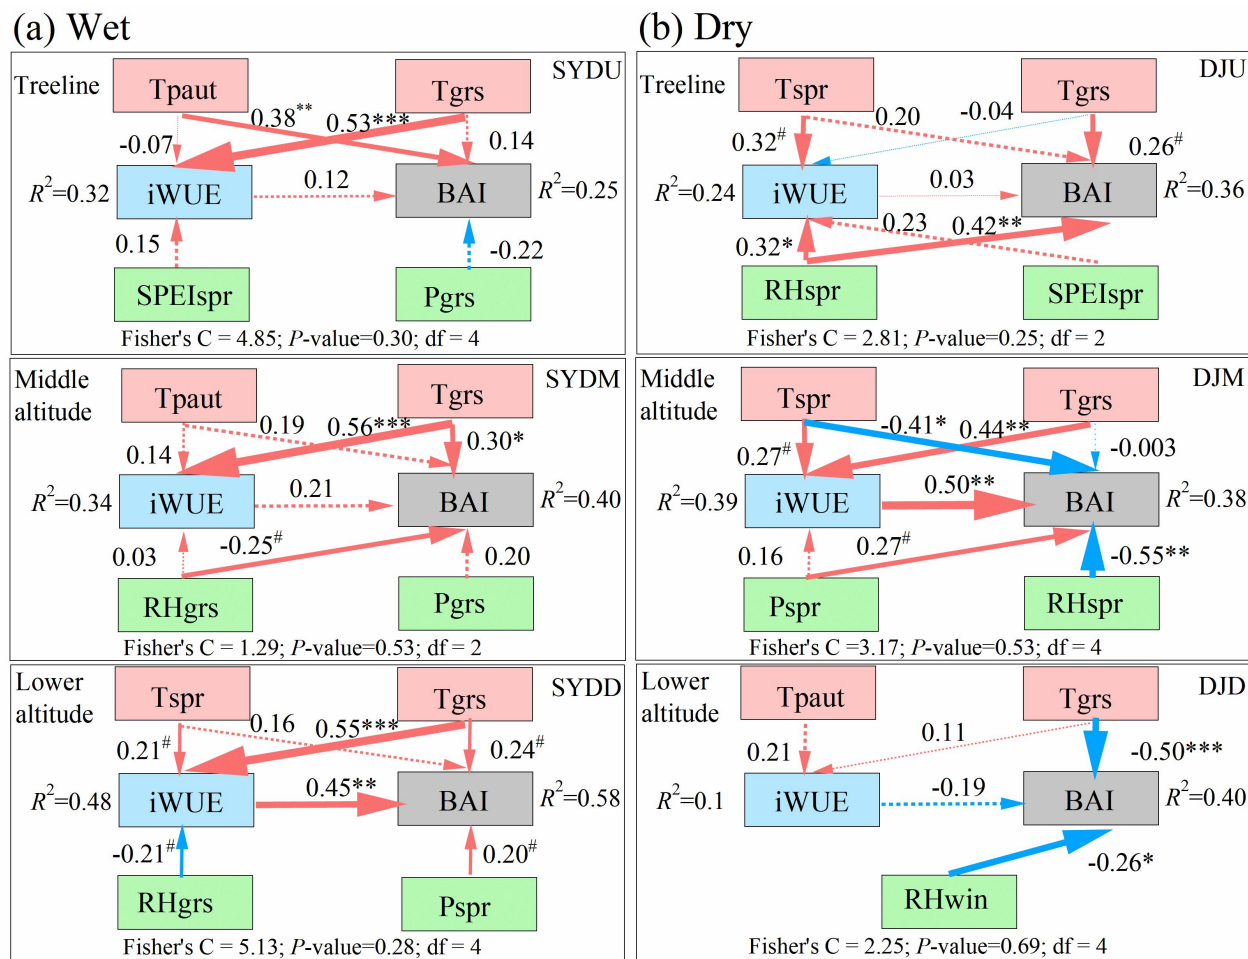 (a) Wet
Treeline
SYDU
Tpaut
Tgrs
0.38**
0.53***
-0.07
0.14
R²=0.32
iWUE
0.12
BAI
R²=0.25
0.15
-0.22
SPEIspr
Pgrs
Fisher's C = 4.85; P-value=0.30; df = 4
Middle
altitude
SYDM
Tpaut
Tgrs
0.19
0.56***
0.30*
0.14
R²=0.34
iWUE
0.21
BAI
R²=0.40
0.03
-0.25#
0.20
RHgrs
Pgrs
Fisher's C = 1.29; P-value=0.53; df = 2
Lower
altitude
SYDD
Tspr
Tgrs
0.16
0.55***
0.21#
0.24#
R²=0.48
iWUE
0.45**
BAI
R²=0.58
-0.21#
0.20#
RHgrs
Pspr
Fisher's C = 5.13; P-value=0.28; df = 4
(b) Dry
Treeline
DJU
Tspr
Tgrs
0.20
-0.04
0.32#
0.26#
R²=0.24
iWUE
0.03
BAI
R²=0.36
0.32*
0.23
0.42**
RHspr
SPEIspr
Fisher's C = 2.81; P-value=0.25; df = 2
Middle
altitude
DJM
Tspr
Tgrs
-0.41*
0.44**
0.27#
-0.003
R²=0.39
iWUE
0.50**
BAI
R²=0.38
0.16
0.27#
-0.55**
Pspr
RHspr
Fisher's C =3.17; P-value=0.53; df = 4
Lower
altitude
DJD
Tpaut
Tgrs
0.21
0.11
-0.50***
R²=0.1
iWUE
-0.19
BAI
R²=0.40
-0.26*
RHwin
Fisher's C = 2.25; P-value=0.69; df = 4